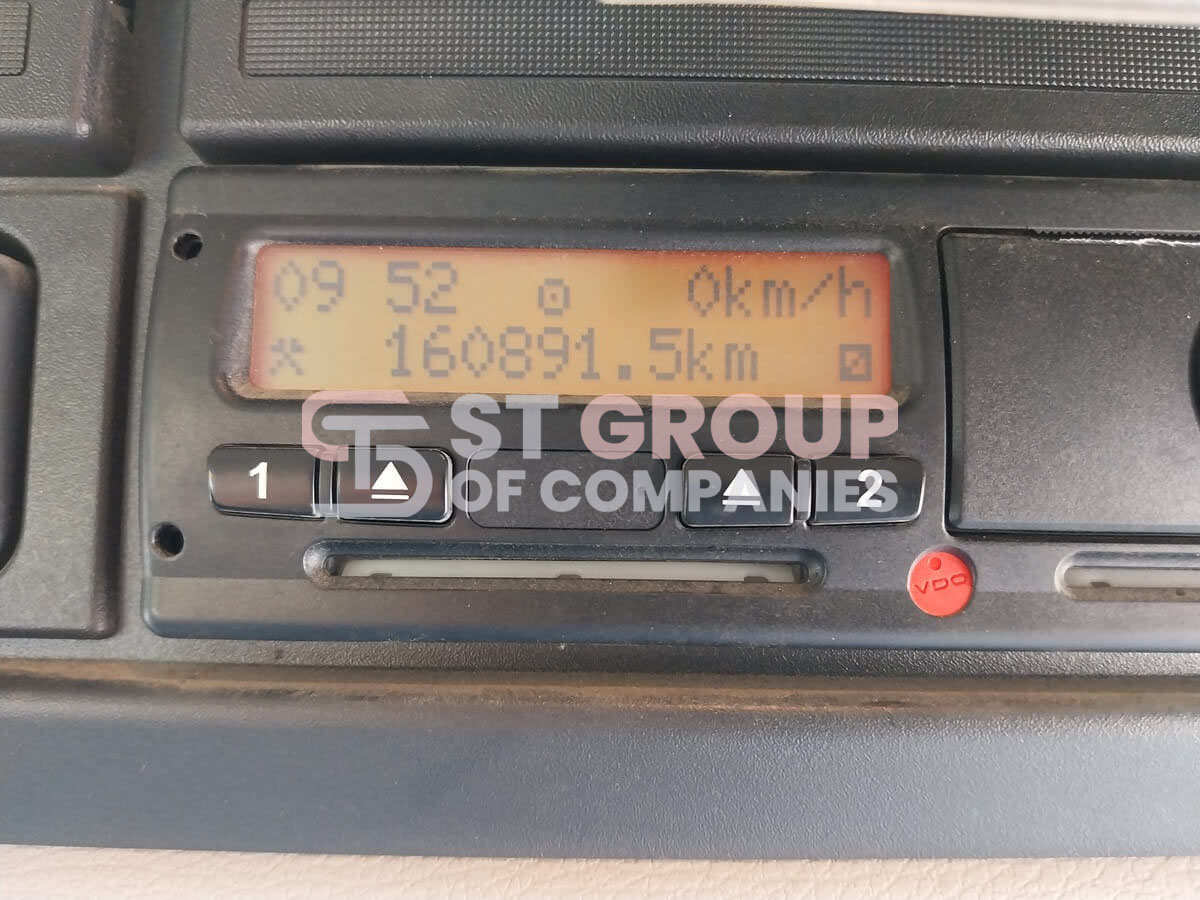 09 52 0km/h
160891.5km
ST GROUP
OF COMPANIES
1 2
VDO